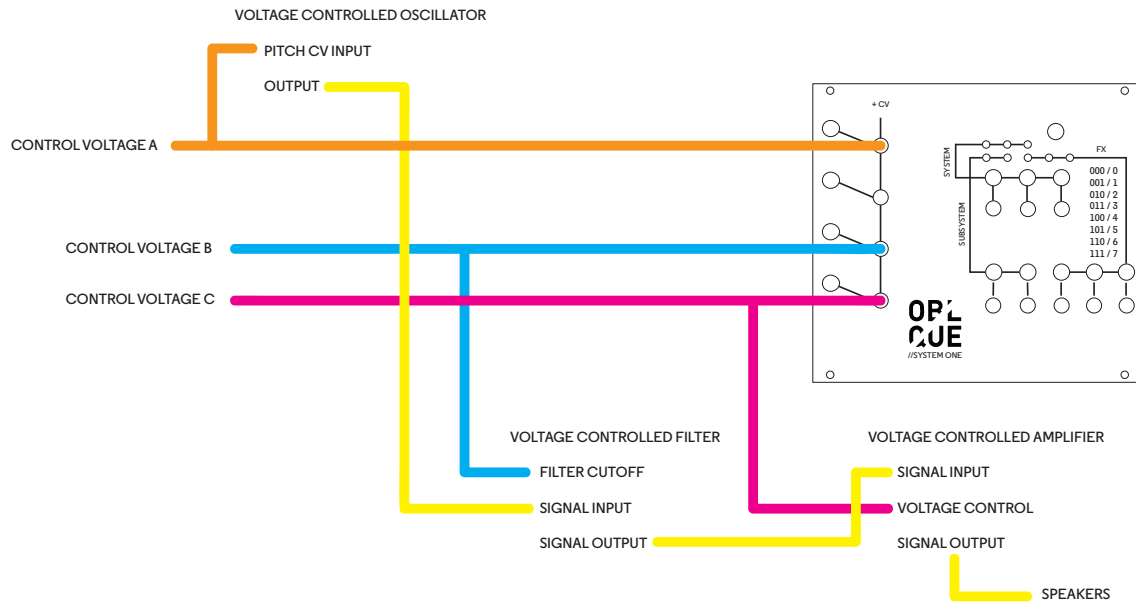 VOLTAGE CONTROLLED OSCILLATOR
PITCH CV INPUT
OUTPUT
CONTROL VOLTAGE A
CONTROL VOLTAGE B
CONTROL VOLTAGE C
+ CV
SYSTEM
SUBSYSTEM
FX
000 / 0
001 / 1
010 / 2
011 / 3
100 / 4
101 / 5
110 / 6
111 / 7
OBL
QUE
//SYSTEM ONE
VOLTAGE CONTROLLED FILTER
FILTER CUTOFF
SIGNAL INPUT
SIGNAL OUTPUT
VOLTAGE CONTROLLED AMPLIFIER
SIGNAL INPUT
VOLTAGE CONTROL
SIGNAL OUTPUT
SPEAKERS